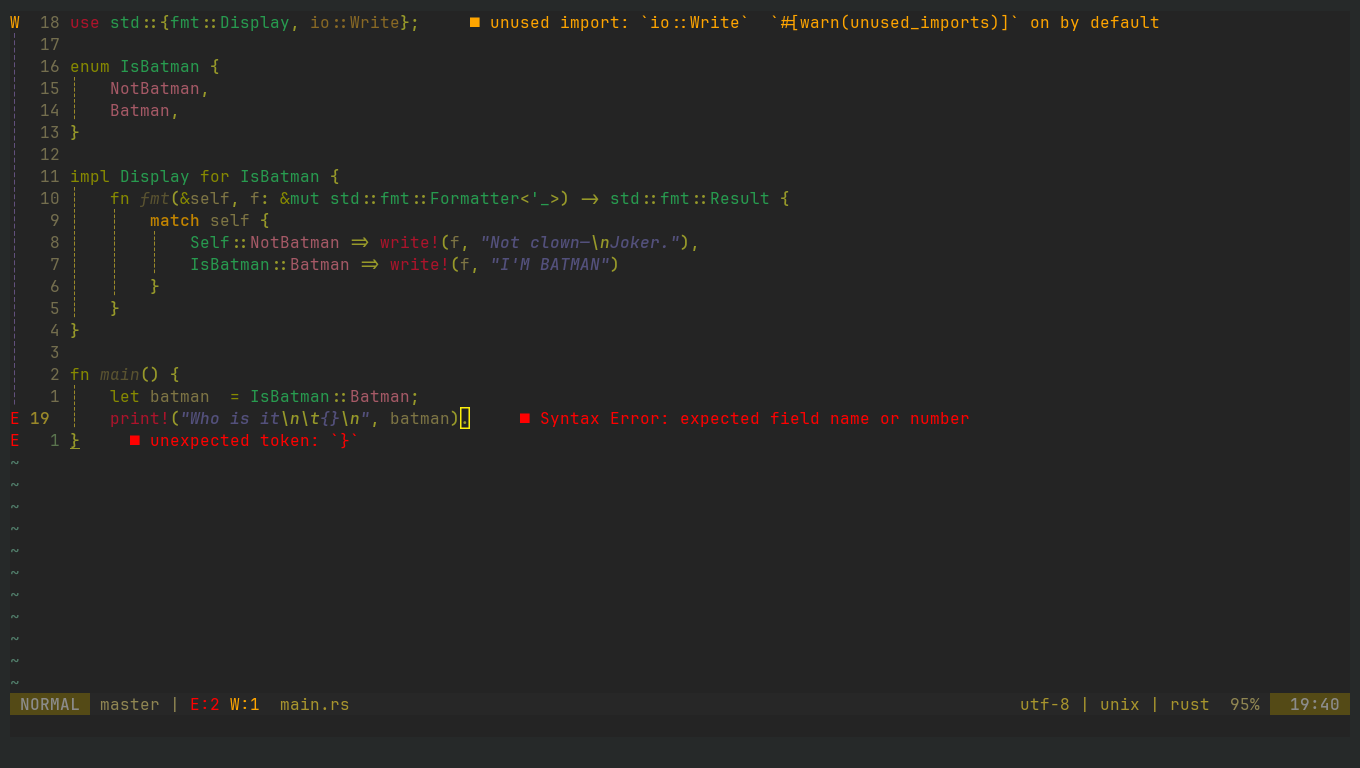 W  18 use std::{fmt::Display, io::Write};     ■ unused import: `io::Write`  `#[warn(unused_imports)]` on by default
   17
   16 enum IsBatman {
   15     NotBatman,
   14     Batman,
   13 }
   12
   11 impl Display for IsBatman {
   10     fn fmt(&self, f: &mut std::fmt::Formatter<'_>) -> std::fmt::Result {
    9         match self {
    8             Self::NotBatman => write!(f, "Not clown—\nJoker."),
    7             IsBatman::Batman => write!(f, "I'M BATMAN")
    6         }
    5     }
    4 }
    3
    2 fn main() {
    1     let batman  = IsBatman::Batman;
E 19      print!("Who is it\n\t{}\n", batman).     ■ Syntax Error: expected field name or number
E   1 }     ■ unexpected token: `}`
~
~
~
~
~
~
~
~
~
~
~
NORMAL  master | E:2 W:1  main.rs  utf-8 | unix | rust  95%  19:40